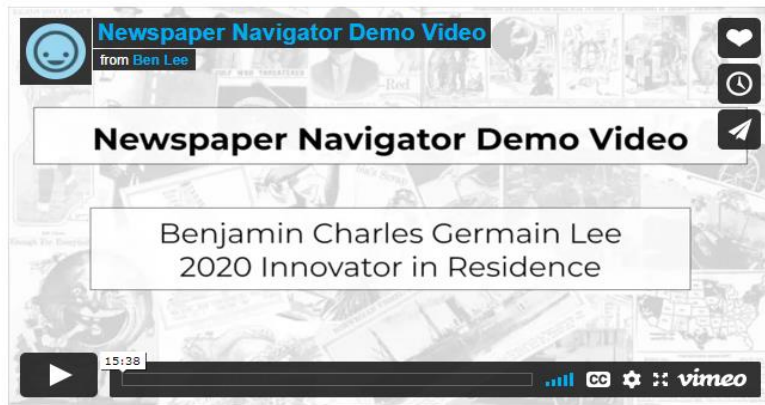 Newspaper Navigator Demo Video
from Ben Lee
Red
Newspaper Navigator Demo Video
Benjamin Charles Germain Lee
2020 Innovator in Residence
15:38
CC
vimeo